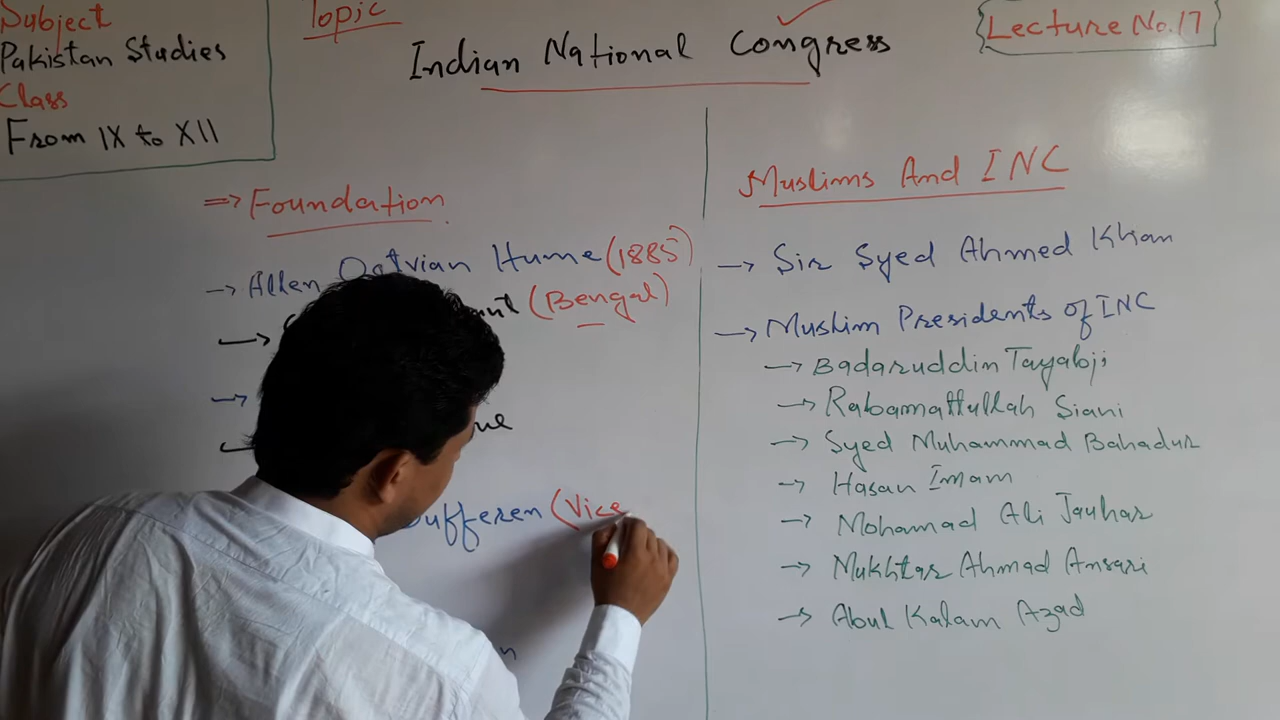 Subject
Pakistan Studies
Class
From IX to XII
Topic
Indian National Congress
Lecture No.17
=> Foundation
→ Allen Octvian Hume (1885)
(Bengal)
Dufferen (Vice
Muslims And INC
→ Sir Syed Ahmed Khan
→ Muslim Presidents of INC
→ Badaruddin Tayabji
→ Rabamattullah Siani
→ Syed Muhammad Bahadur
→ Hasan Imam
→ Mohamad Ali Jauhar
→ Mukhtar Ahmad Ansari
→ Abul Kalam Azad